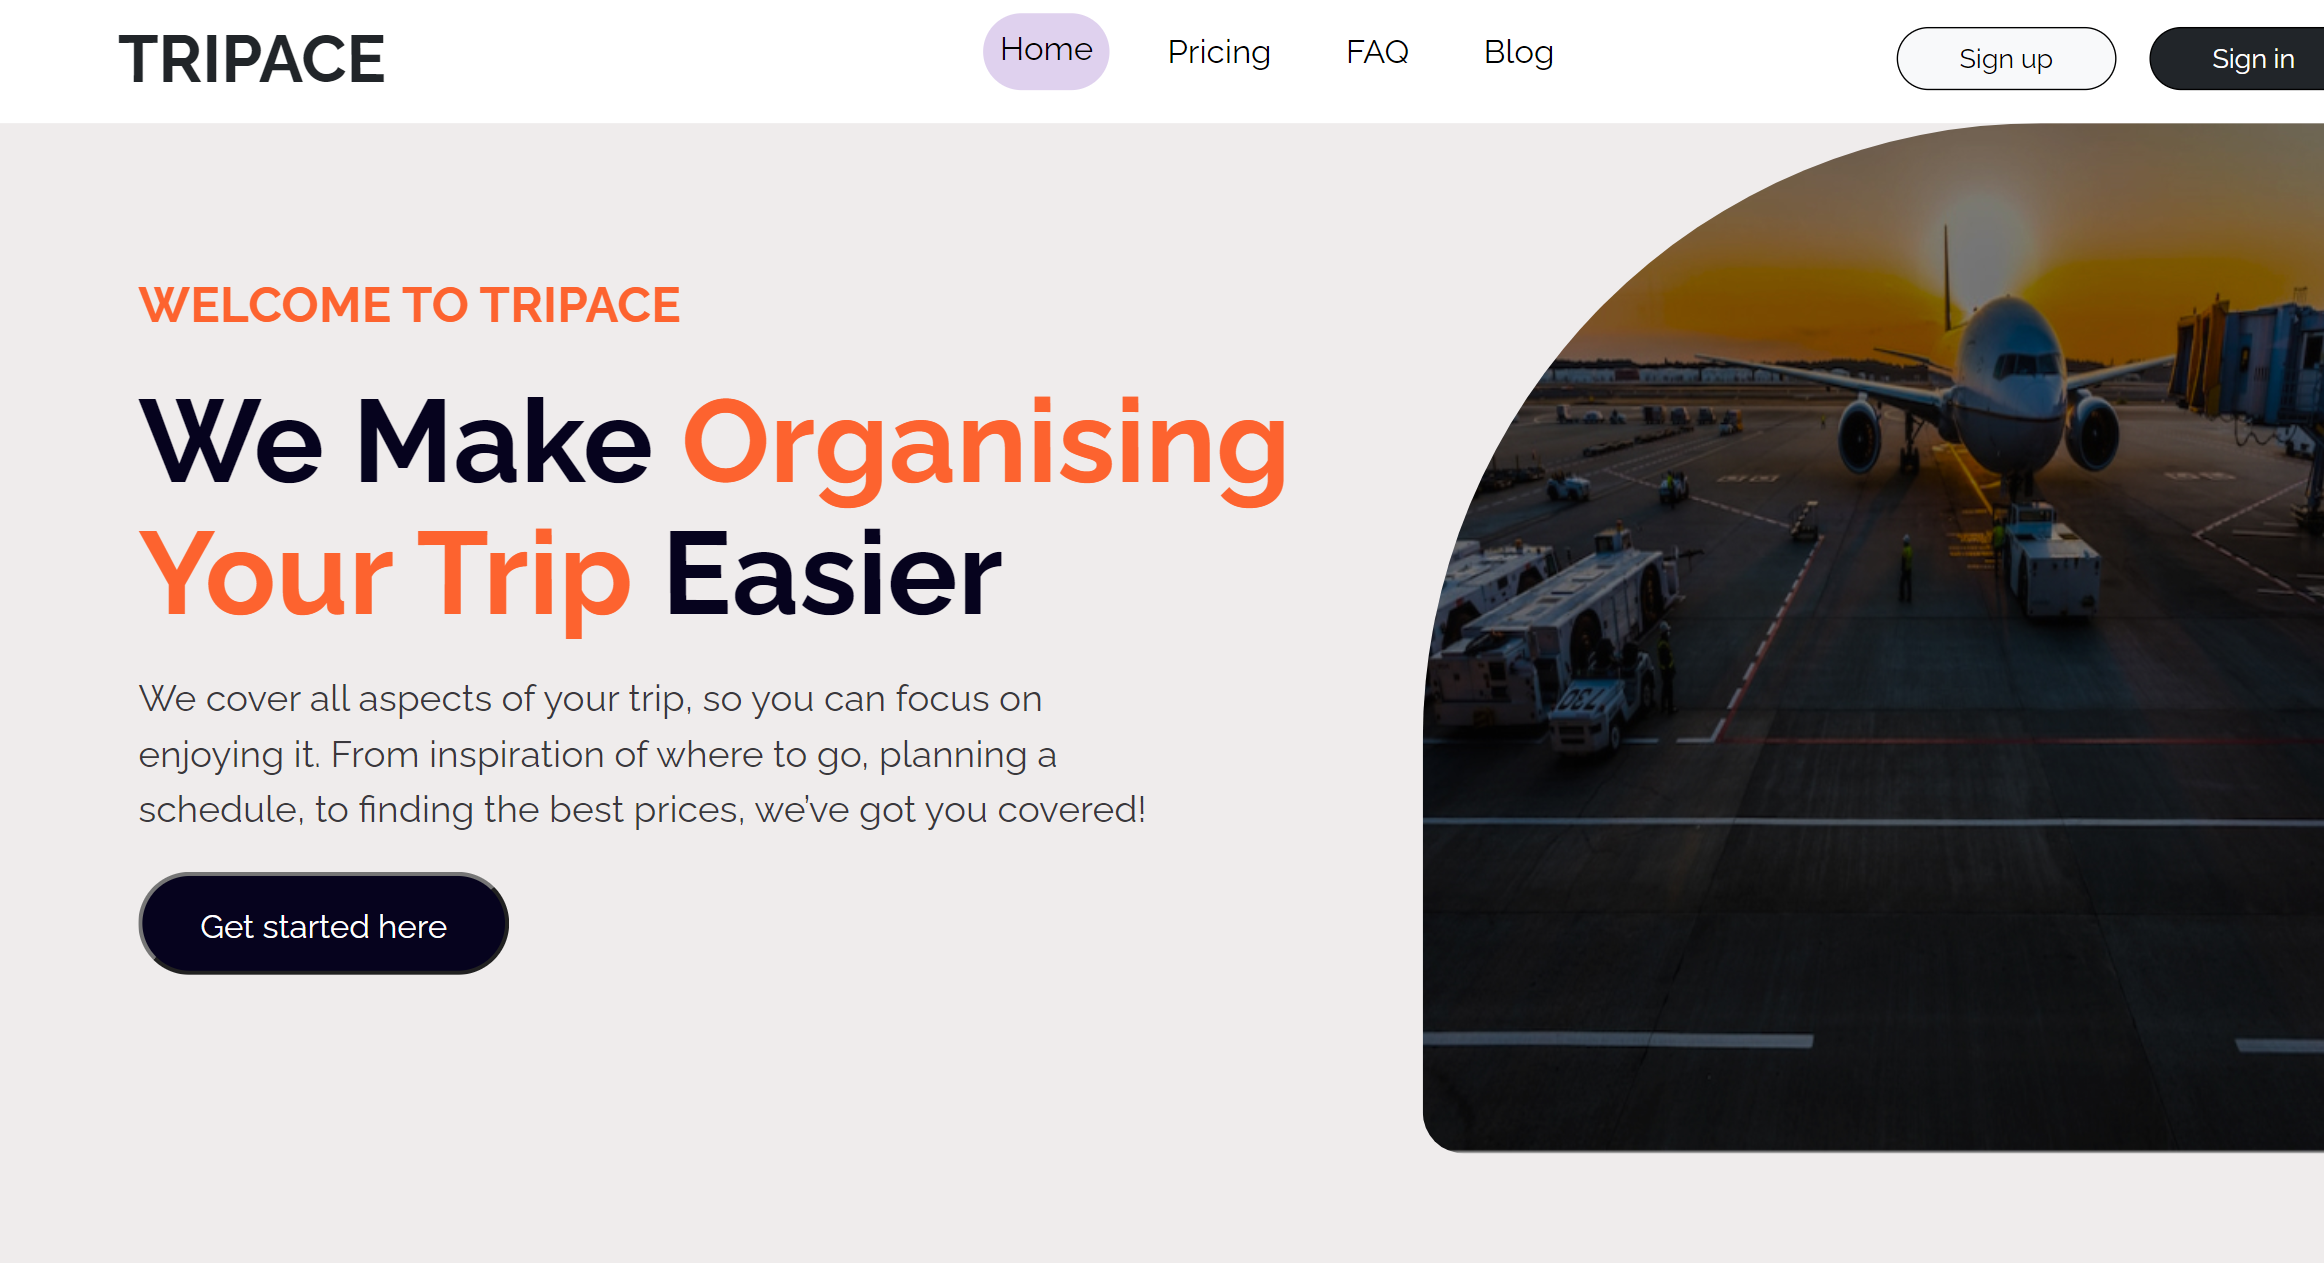 TRIPACE
Home
Pricing
FAQ
Blog
Sign up
Sign in
WELCOME TO TRIPACE
We Make Organising
Your Trip Easier
We cover all aspects of your trip, so you can focus on
enjoying it. From inspiration of where to go, planning a
schedule, to finding the best prices, we've got you covered!
Get started here